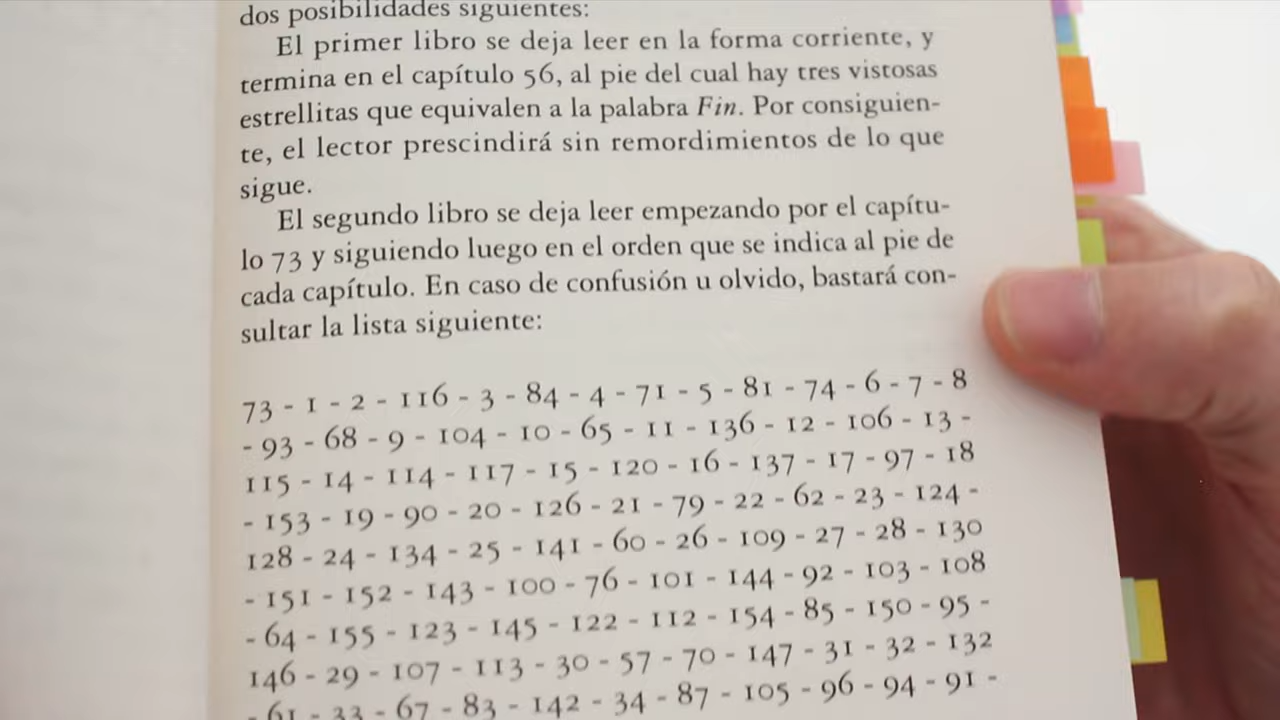 dos posibilidades siguientes:
El primer libro se deja leer en la forma corriente, y
termina en el capítulo 56, al pie del cual hay tres vistosas
estrellitas que equivalen a la palabra Fin. Por consiguien-
te, el lector prescindirá sin remordimientos de lo que
sigue.
El segundo libro se deja leer empezando por el capítu-
lo 73 y siguiendo luego en el orden que se indica al pie de
cada capítulo. En caso de confusión u olvido, bastará con-
sultar la lista siguiente:
73 - 1 - 2 - 116 - 3 - 84 - 4 - 71 - 5 - 81 - 74 - 6 - 7 - 8
- 93 - 68 - 9 - 104 - 10 - 65 - 11 - 136 - 12 - 106 - 13 -
115 - 14 - 114 - 117 - 15 - 120 - 16 - 137 - 17 - 97 - 18
- 153 - 19 - 90 - 20 - 126 - 21 - 79 - 22 - 62 - 23 - 124 -
128 - 24 - 134 - 25 - 141 - 60 - 26 - 109 - 27 - 28 - 130
- 151 - 152 - 143 - 100 - 76 - 101 - 144 - 92 - 103 - 108
- 64 - 155 - 123 - 145 - 122 - 112 - 154 - 85 - 150 - 95 -
146 - 29 - 107 - 113 - 30 - 57 - 70 - 147 - 31 - 32 - 132
- 61 - 33 - 67 - 83 - 142 - 34 - 87 - 105 - 96 - 94 - 91 -